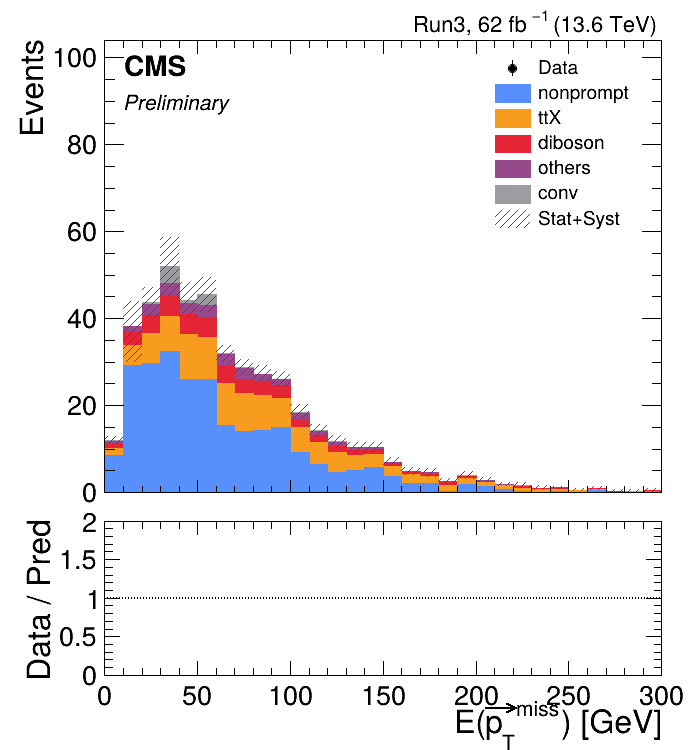 Run3, 62 fb⁻¹ (13.6 TeV)
CMS
Preliminary
Data
nonprompt
ttX
diboson
others
conv
Stat+Syst
Events
100
80
60
40
20
0
Data / Pred
2
1.5
1
0.5
0
0 50 100 150 200 250 300
E(p⃗_T^miss) [GeV]